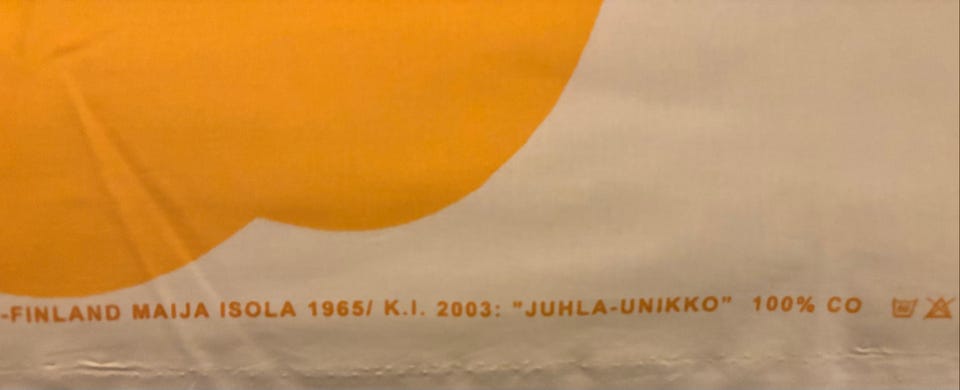 -FINLAND MAIJA ISOLA 1965/ K.I. 2003: "JUHLA-UNIKKO" 100% CO